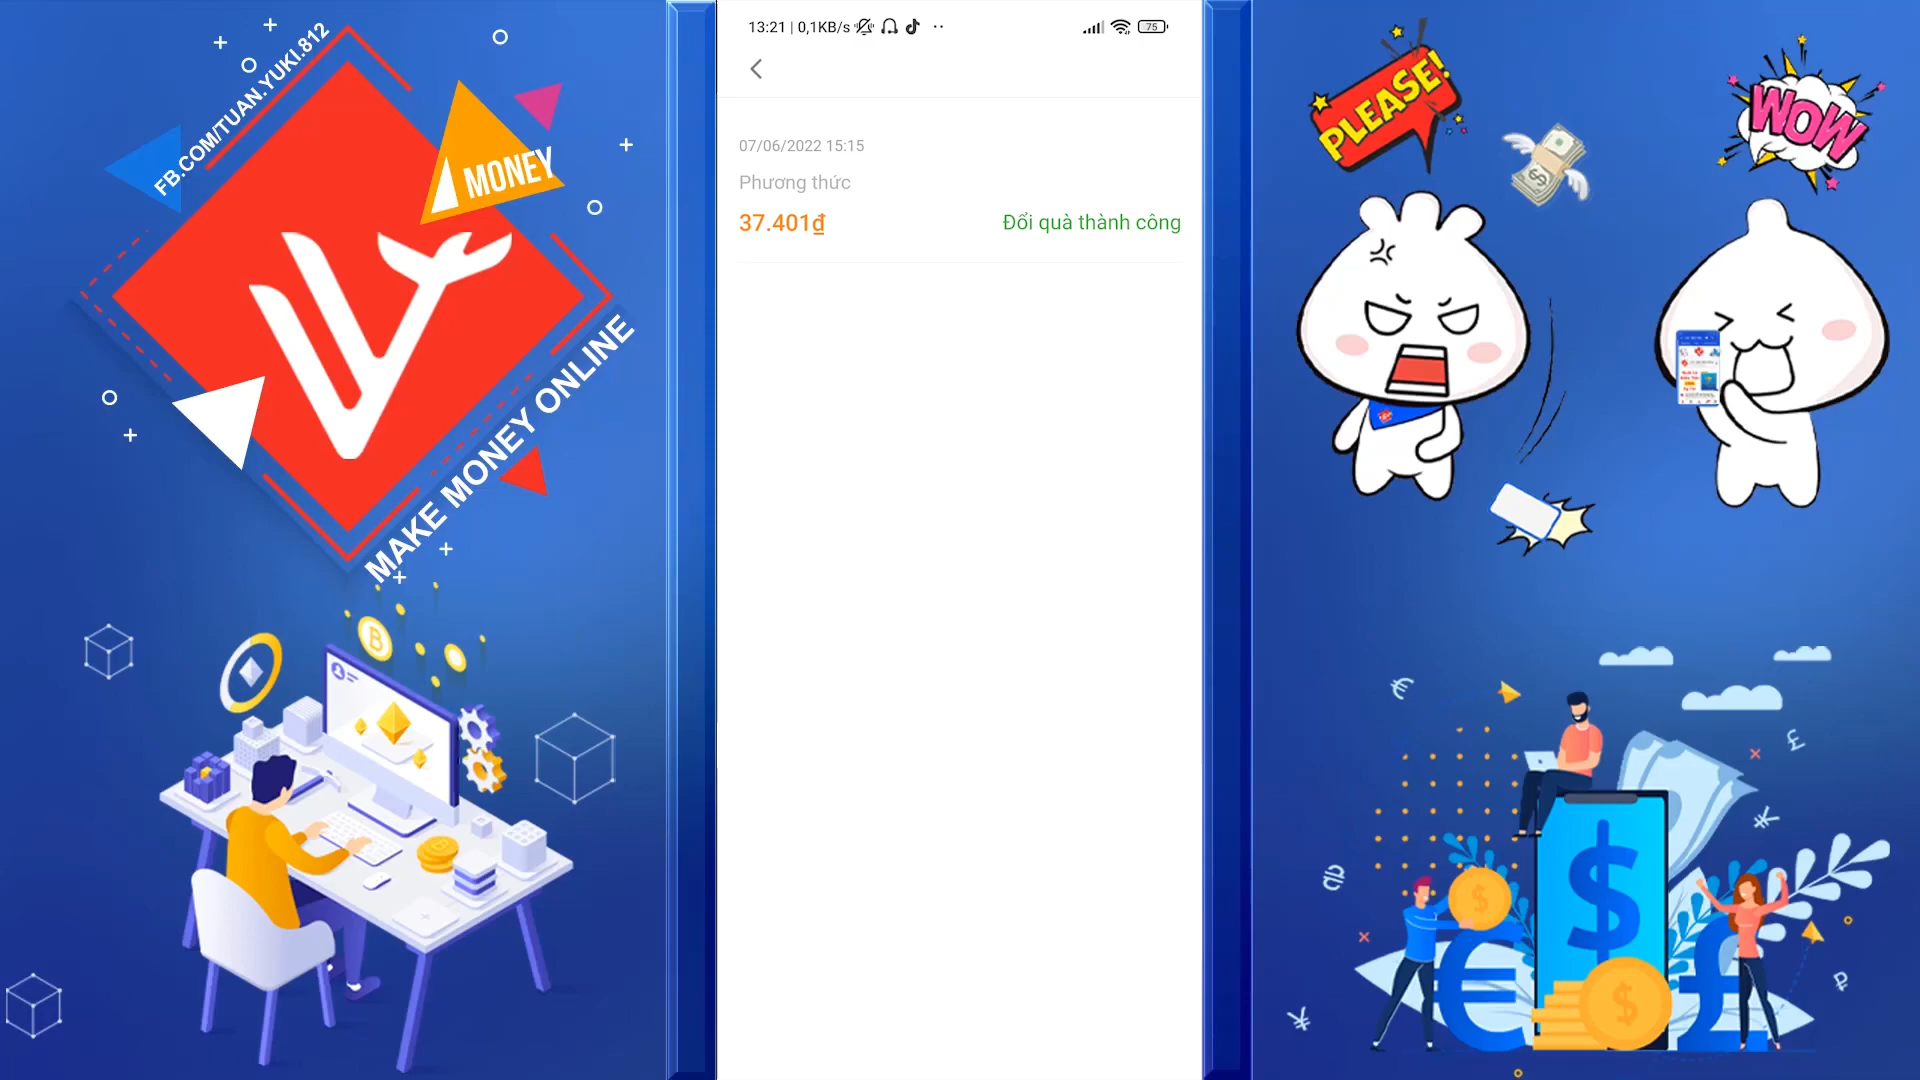 FB.COM/TUAN.YUKI.812
MONEY
MAKE MONEY ONLINE
13:21 | 0,1KB/s
75
07/06/2022 15:15
Phương thức
37.401₫
Đổi quà thành công
PLEASE!
WOW